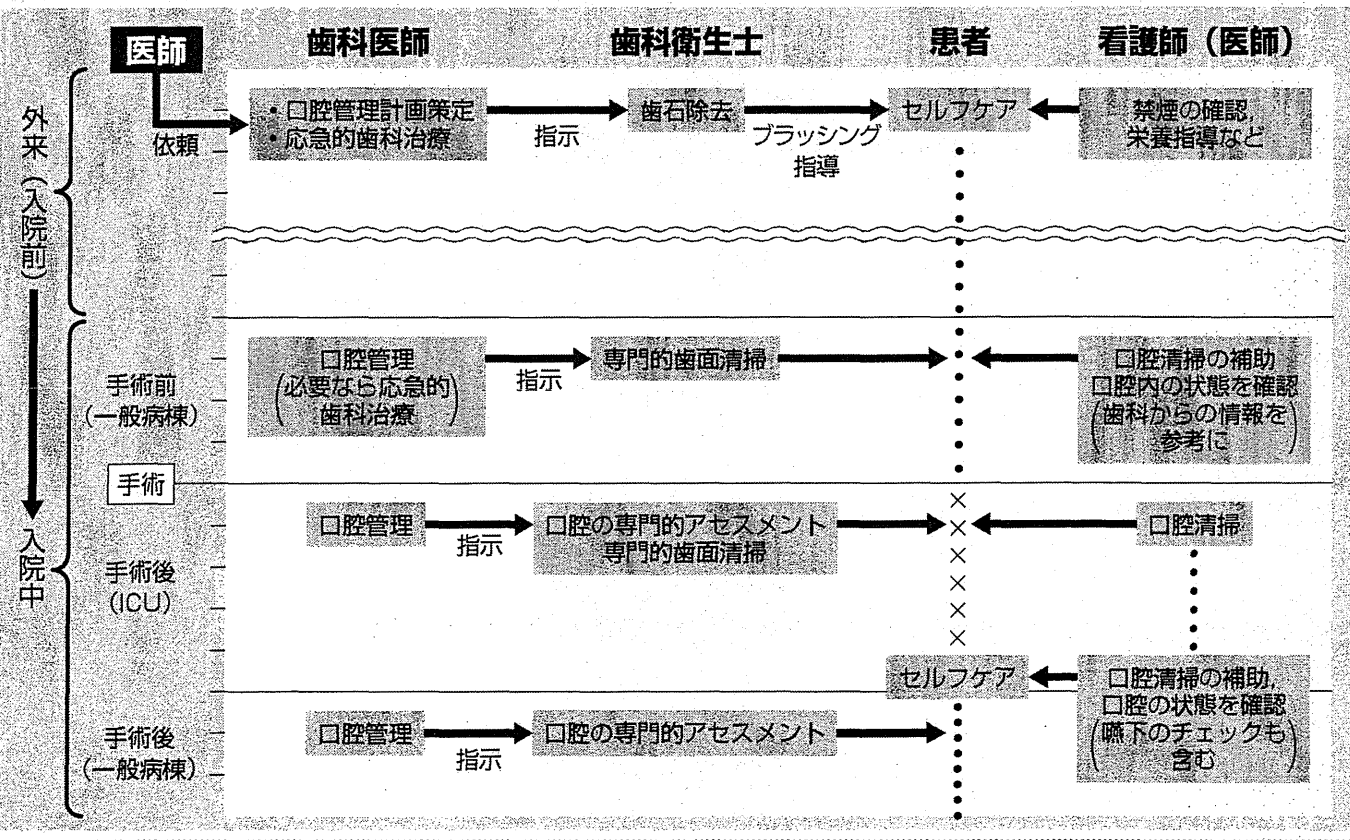 医師
歯科医師
歯科衛生士
患者
看護師（医師）
外来（入院前）
入院中
依頼
・口腔管理計画策定
・応急的歯科治療
指示
歯石除去
ブラッシング
指導
セルフケア
禁煙の確認，
栄養指導など
手術前
（一般病棟）
口腔管理
（必要なら応急的
歯科治療）
指示
専門的歯面清掃
口腔清掃の補助
口腔内の状態を確認
（歯科からの情報を
参考に）
手術
手術後
（ICU）
口腔管理
指示
口腔の専門的アセスメント
専門的歯面清掃
×
×
×
×
×
×
口腔清掃
セルフケア
口腔清掃の補助，
口腔の状態を確認
（嚥下のチェックも
含む）
手術後
（一般病棟）
口腔管理
指示
口腔の専門的アセスメント